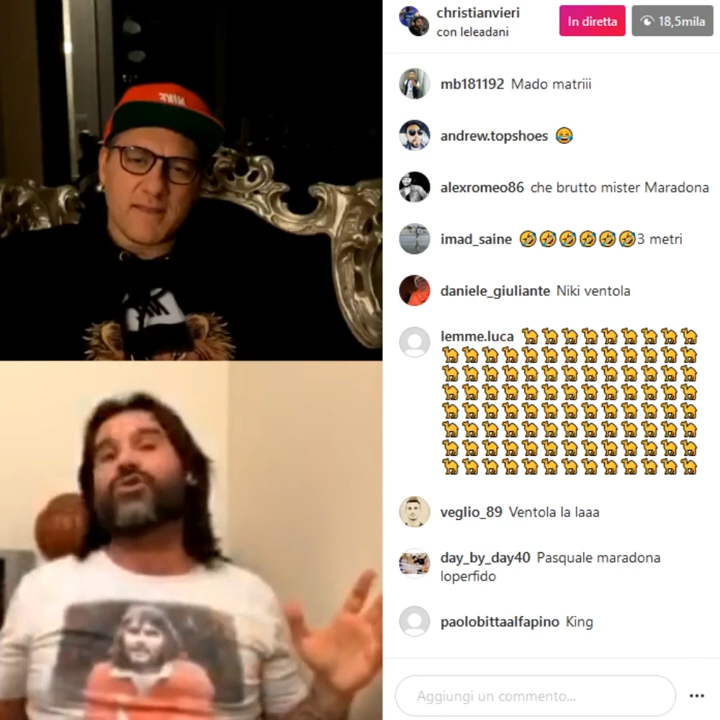 christianvieri
con leleadani
In diretta
18,5mila
NIKE
mb181192 Mado matriii
andrew.topshoes 😂
alexromeo86 che brutto mister Maradona
imad_saine 🤣🤣🤣🤣🤣🤣3 metri
daniele_giuliante Niki ventola
lemme.luca 🐪🐪🐪🐪🐪🐪🐪🐪🐪
🐪🐪🐪🐪🐪🐪🐪🐪🐪🐪🐪🐪🐪
🐪🐪🐪🐪🐪🐪🐪🐪🐪🐪🐪🐪🐪
🐪🐪🐪🐪🐪🐪🐪🐪🐪🐪🐪🐪🐪
🐪🐪🐪🐪🐪🐪🐪🐪🐪🐪🐪🐪🐪
🐪🐪🐪🐪🐪🐪🐪🐪🐪🐪🐪🐪🐪
🐪🐪🐪🐪🐪🐪🐪🐪🐪🐪🐪🐪🐪
🐪🐪🐪🐪🐪🐪🐪🐪🐪🐪🐪🐪🐪
veglio_89 Ventola la laaa
day_by_day40 Pasquale maradona
loperfido
paolobittaalfapino King
Aggiungi un commento...